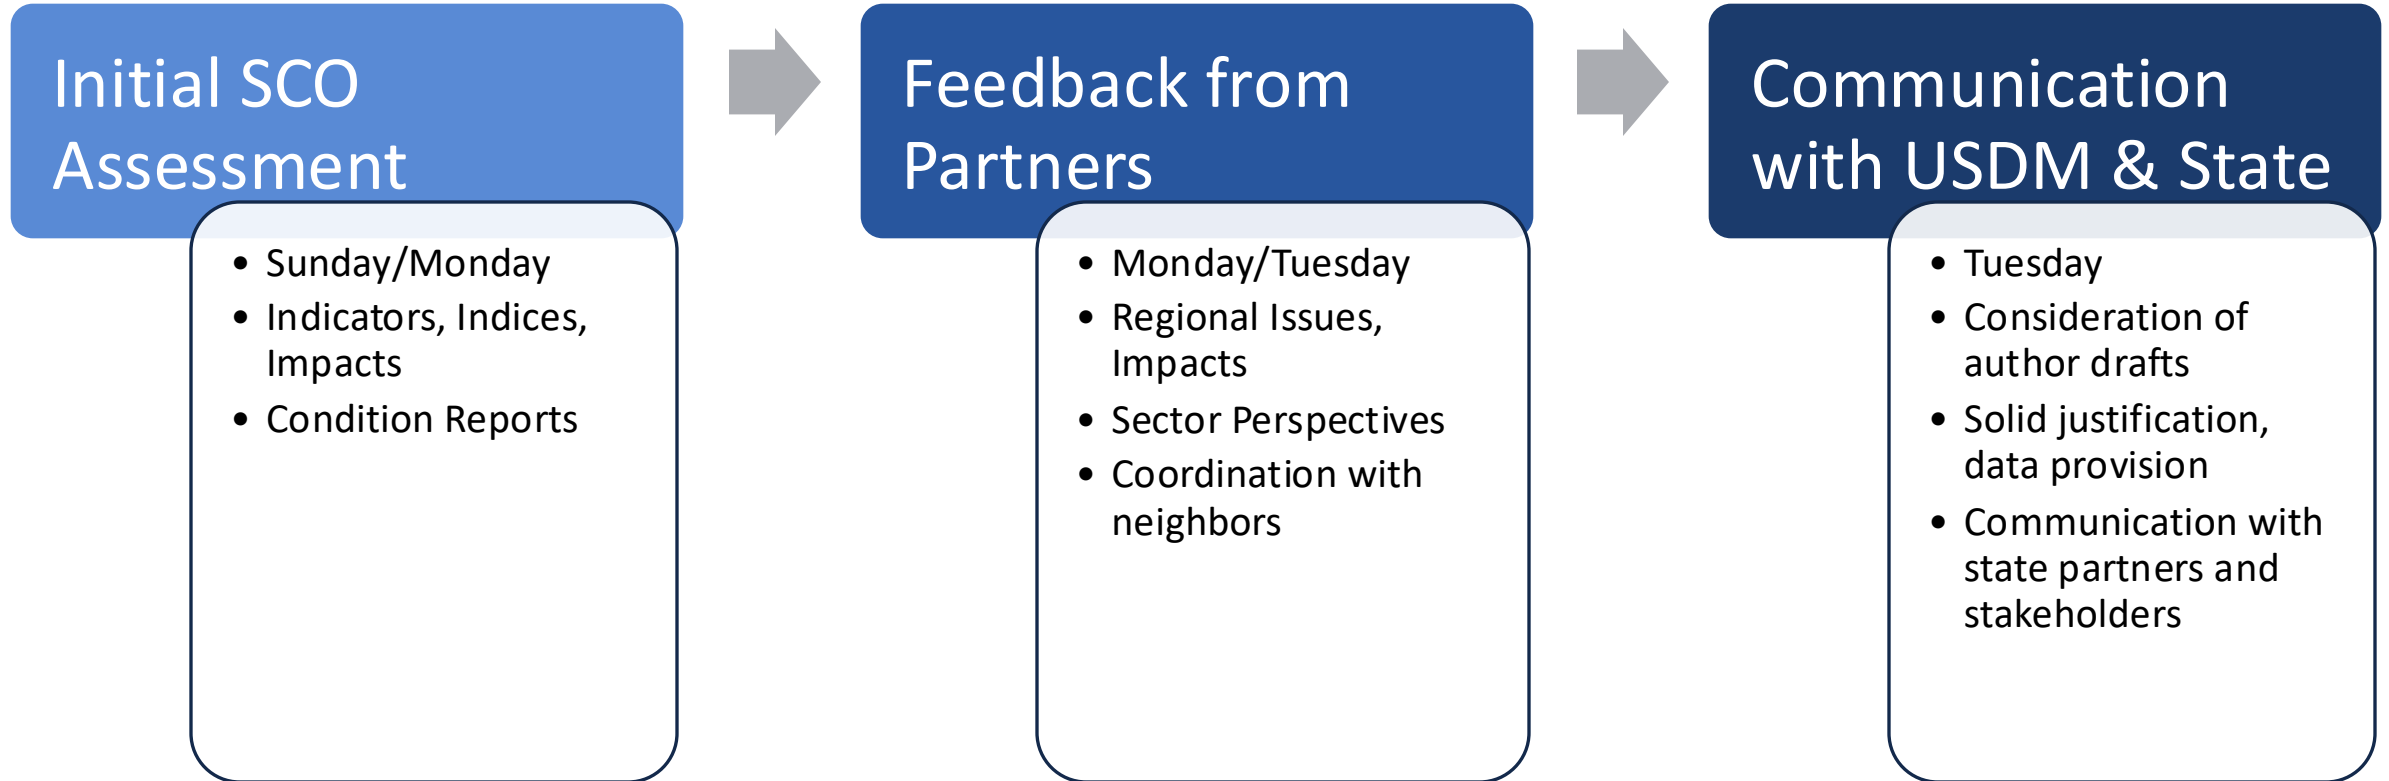 Initial SCO
Assessment
• Sunday/Monday
• Indicators, Indices,
Impacts
• Condition Reports
Feedback from
Partners
• Monday/Tuesday
• Regional Issues,
Impacts
• Sector Perspectives
• Coordination with
neighbors
Communication
with USDM & State
• Tuesday
• Consideration of
author drafts
• Solid justification,
data provision
• Communication with
state partners and
stakeholders